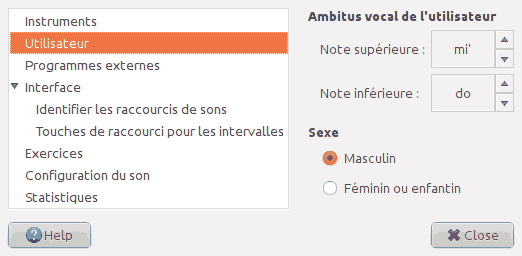 Instruments
Utilisateur
Programmes externes
Interface
Identifier les raccourcis de sons
Touches de raccourci pour les intervalles
Exercices
Configuration du son
Statistiques
Ambitus vocal de l'utilisateur
Note supérieure : mi'
Note inférieure : do
Sexe
Masculin
Féminin ou enfantin
Help
Close